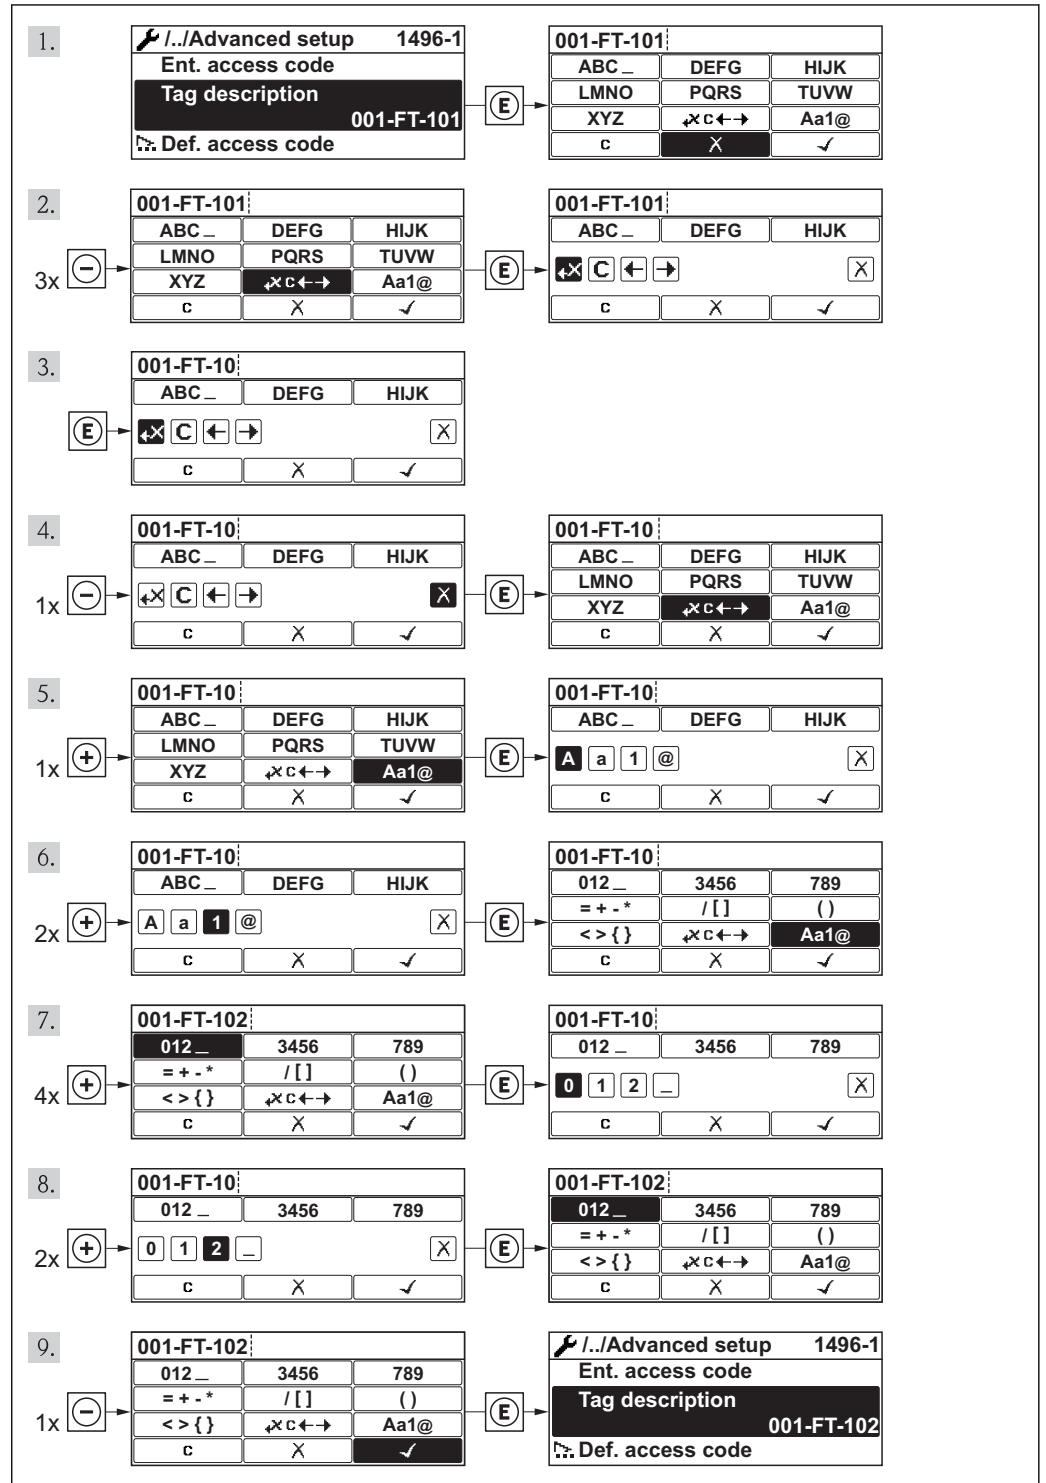 1.
/../Advanced setup 1496-1
Ent. access code
Tag description
001-FT-101
Def. access code
E
001-FT-101
ABC_ DEFG HIJK
LMNO PQRS TUVW
XYZ C Aa1@
C X ✓
2.
3x −
001-FT-101
ABC_ DEFG HIJK
LMNO PQRS TUVW
XYZ C Aa1@
C X ✓
E
001-FT-101
ABC_ DEFG HIJK
C ← → X
C X ✓
3.
E
001-FT-10
ABC_ DEFG HIJK
C ← → X
C X ✓
4.
1x −
001-FT-10
ABC_ DEFG HIJK
C ← → X
C X ✓
E
001-FT-10
ABC_ DEFG HIJK
LMNO PQRS TUVW
XYZ C Aa1@
C X ✓
5.
1x +
001-FT-10
ABC_ DEFG HIJK
LMNO PQRS TUVW
XYZ C Aa1@
C X ✓
E
001-FT-10
ABC_ DEFG HIJK
A a 1 @ X
C X ✓
6.
2x +
001-FT-10
ABC_ DEFG HIJK
A a 1 @ X
C X ✓
E
001-FT-10
012_ 3456 789
= + - * / [ ] ( )
< > { } C Aa1@
C X ✓
7.
4x +
001-FT-102
012_ 3456 789
= + - * / [ ] ( )
< > { } C Aa1@
C X ✓
E
001-FT-10
012_ 3456 789
0 1 2 _ X
C X ✓
8.
2x +
001-FT-10
012_ 3456 789
0 1 2 _ X
C X ✓
E
001-FT-102
012_ 3456 789
= + - * / [ ] ( )
< > { } C Aa1@
C X ✓
9.
1x −
001-FT-102
012_ 3456 789
= + - * / [ ] ( )
< > { } C Aa1@
C X ✓
E
/../Advanced setup 1496-1
Ent. access code
Tag description
001-FT-102
Def. access code